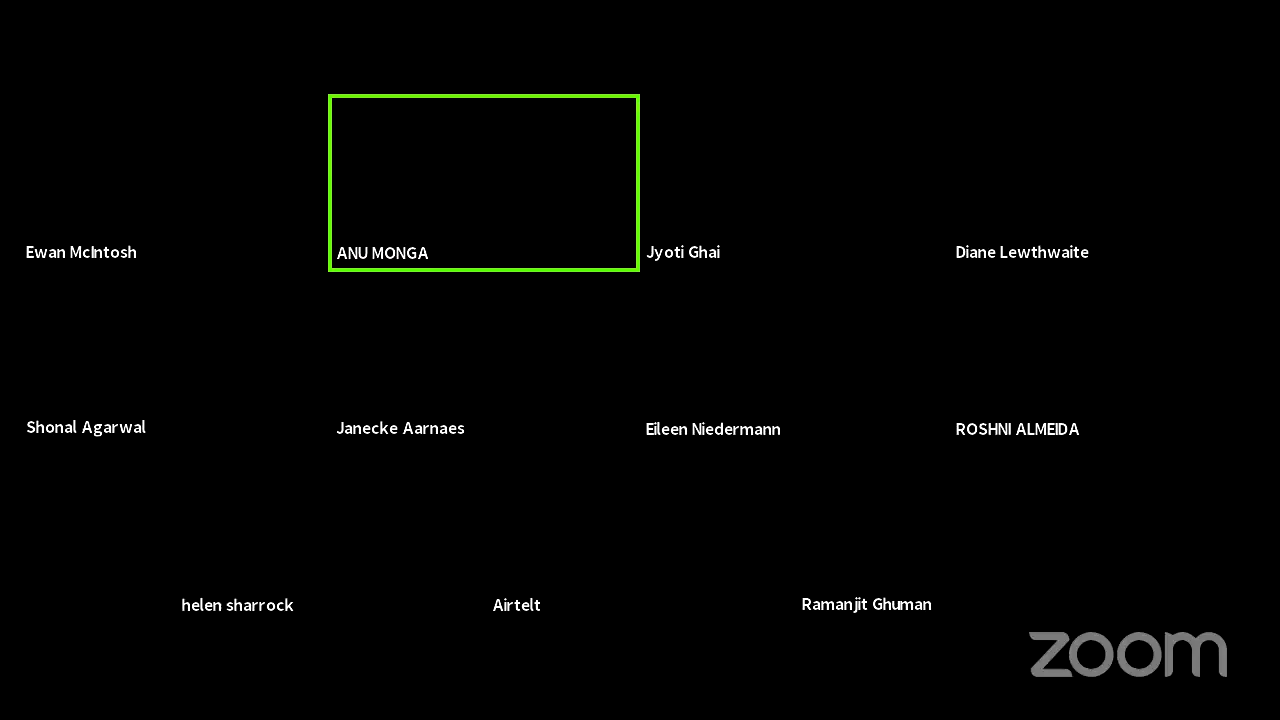 Ewan McIntosh
ANU MONGA
Jyoti Ghai
Diane Lewthwaite
Shonal Agarwal
Janecke Aarnaes
Eileen Niedermann
ROSHNI ALMEIDA
helen sharrock
Airtelt
Ramanjit Ghuman
zoom